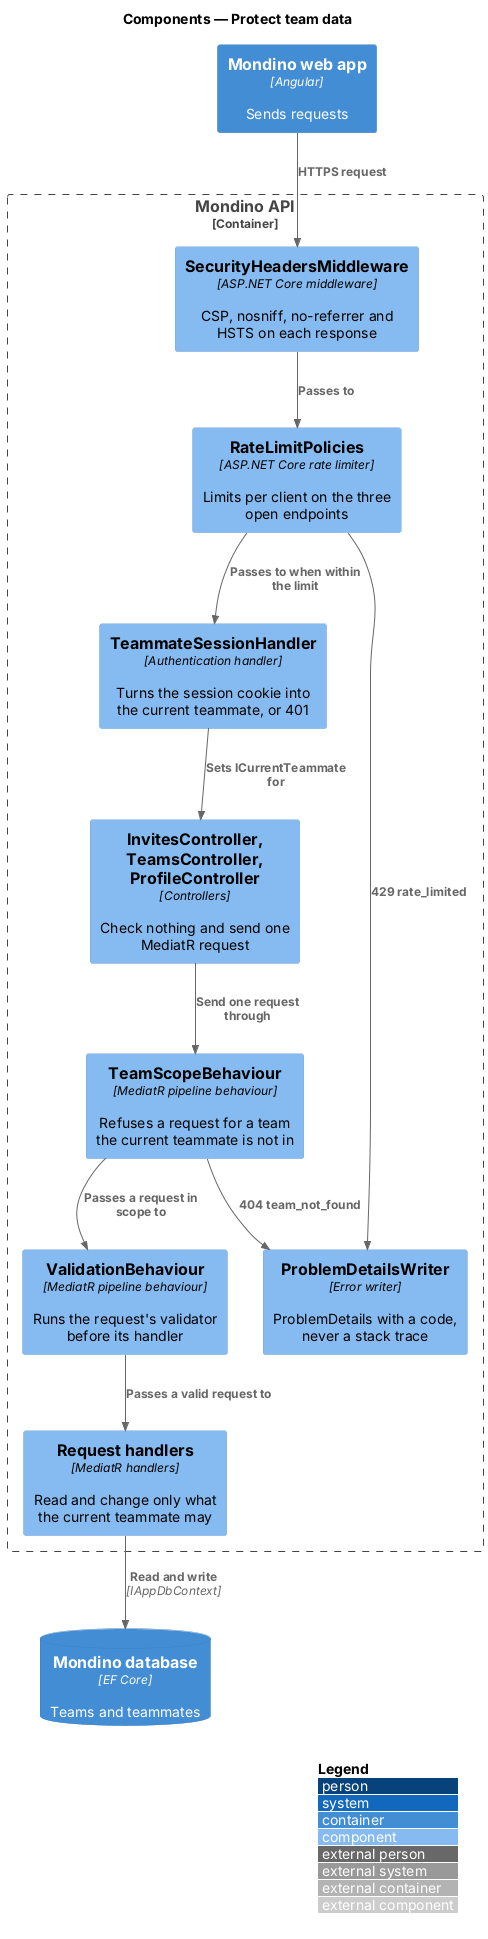 Components — Protect team data
Mondino web app
[Angular]
Sends requests
HTTPS request
Mondino API
[Container]
SecurityHeadersMiddleware
[ASP.NET Core middleware]
CSP, nosniff, no-referrer and
HSTS on each response
Passes to
RateLimitPolicies
[ASP.NET Core rate limiter]
Limits per client on the three
open endpoints
Passes to when within
the limit
TeammateSessionHandler
[Authentication handler]
Turns the session cookie into
the current teammate, or 401
Sets ICurrentTeammate
for
InvitesController,
TeamsController,
ProfileController
[Controllers]
Check nothing and send one
MediatR request
429 rate_limited
Send one request
through
TeamScopeBehaviour
[MediatR pipeline behaviour]
Refuses a request for a team
the current teammate is not in
Passes a request in
scope to
404 team_not_found
ValidationBehaviour
[MediatR pipeline behaviour]
Runs the request's validator
before its handler
ProblemDetailsWriter
[Error writer]
ProblemDetails with a code,
never a stack trace
Passes a valid request to
Request handlers
[MediatR handlers]
Read and change only what
the current teammate may
Read and write
[IAppDbContext]
Mondino database
[EF Core]
Teams and teammates
Legend
person
system
container
component
external person
external system
external container
external component